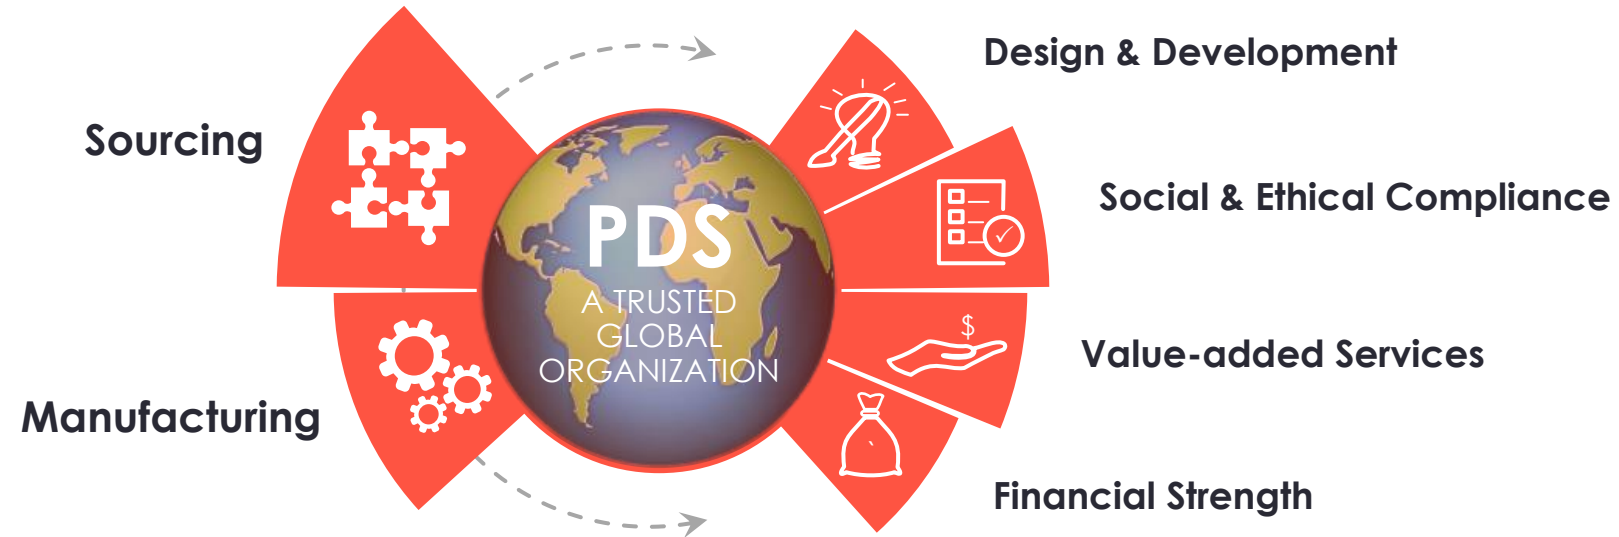 Sourcing
Manufacturing
PDS
A TRUSTED
GLOBAL
ORGANIZATION
$
Design & Development
Social & Ethical Compliance
Value-added Services
Financial Strength